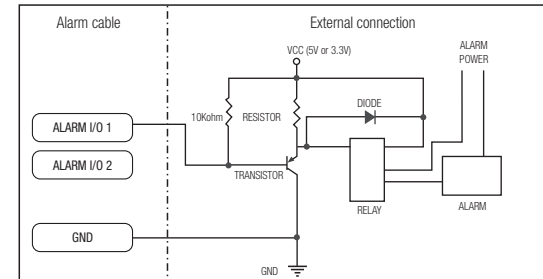 Alarm cable
External connection
VCC (5V or 3.3V)
ALARM
POWER
10Kohm
RESISTOR
DIODE
ALARM I/O 1
ALARM I/O 2
TRANSISTOR
RELAY
ALARM
GND
GND